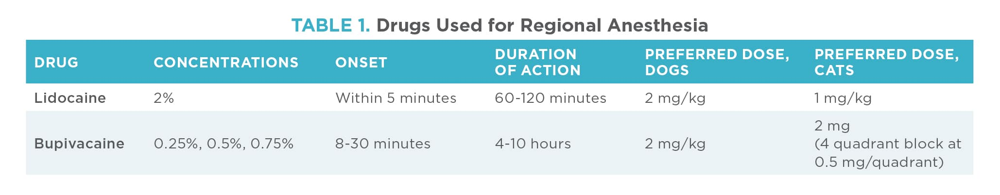 TABLE 1. Drugs Used for Regional Anesthesia
DRUG CONCENTRATIONS ONSET DURATION OF ACTION PREFERRED DOSE, DOGS PREFERRED DOSE, CATS
Lidocaine 2% Within 5 minutes 60-120 minutes 2 mg/kg 1 mg/kg
Bupivacaine 0.25%, 0.5%, 0.75% 8-30 minutes 4-10 hours 2 mg/kg 2 mg
(4 quadrant block at
0.5 mg/quadrant)